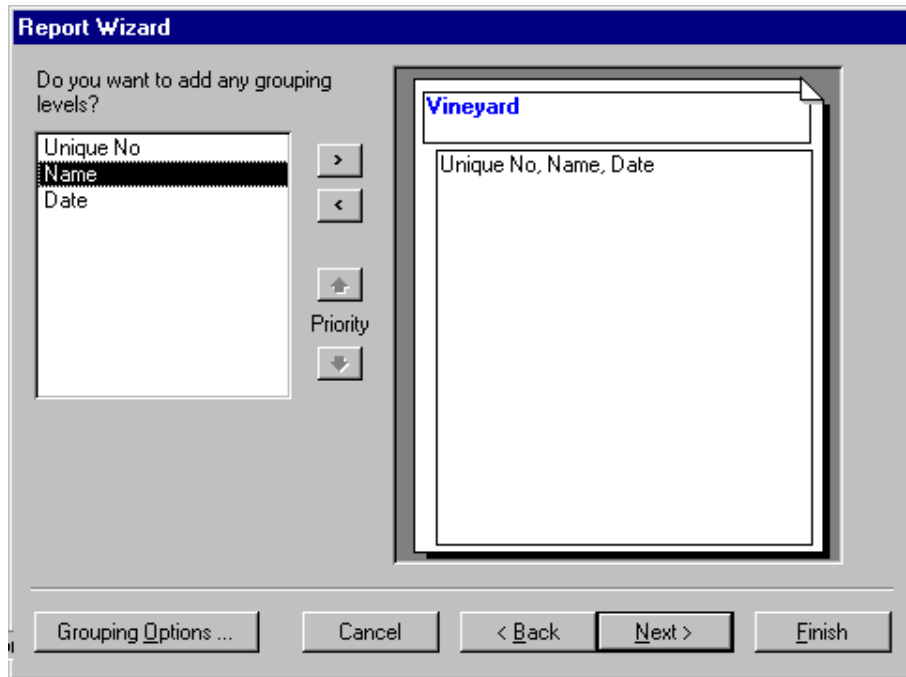 Report Wizard
Do you want to add any grouping
levels?
Unique No
Name
Date
>
<
Priority
Vineyard
Unique No, Name, Date
Grouping Options ...
Cancel
< Back
Next >
Finish